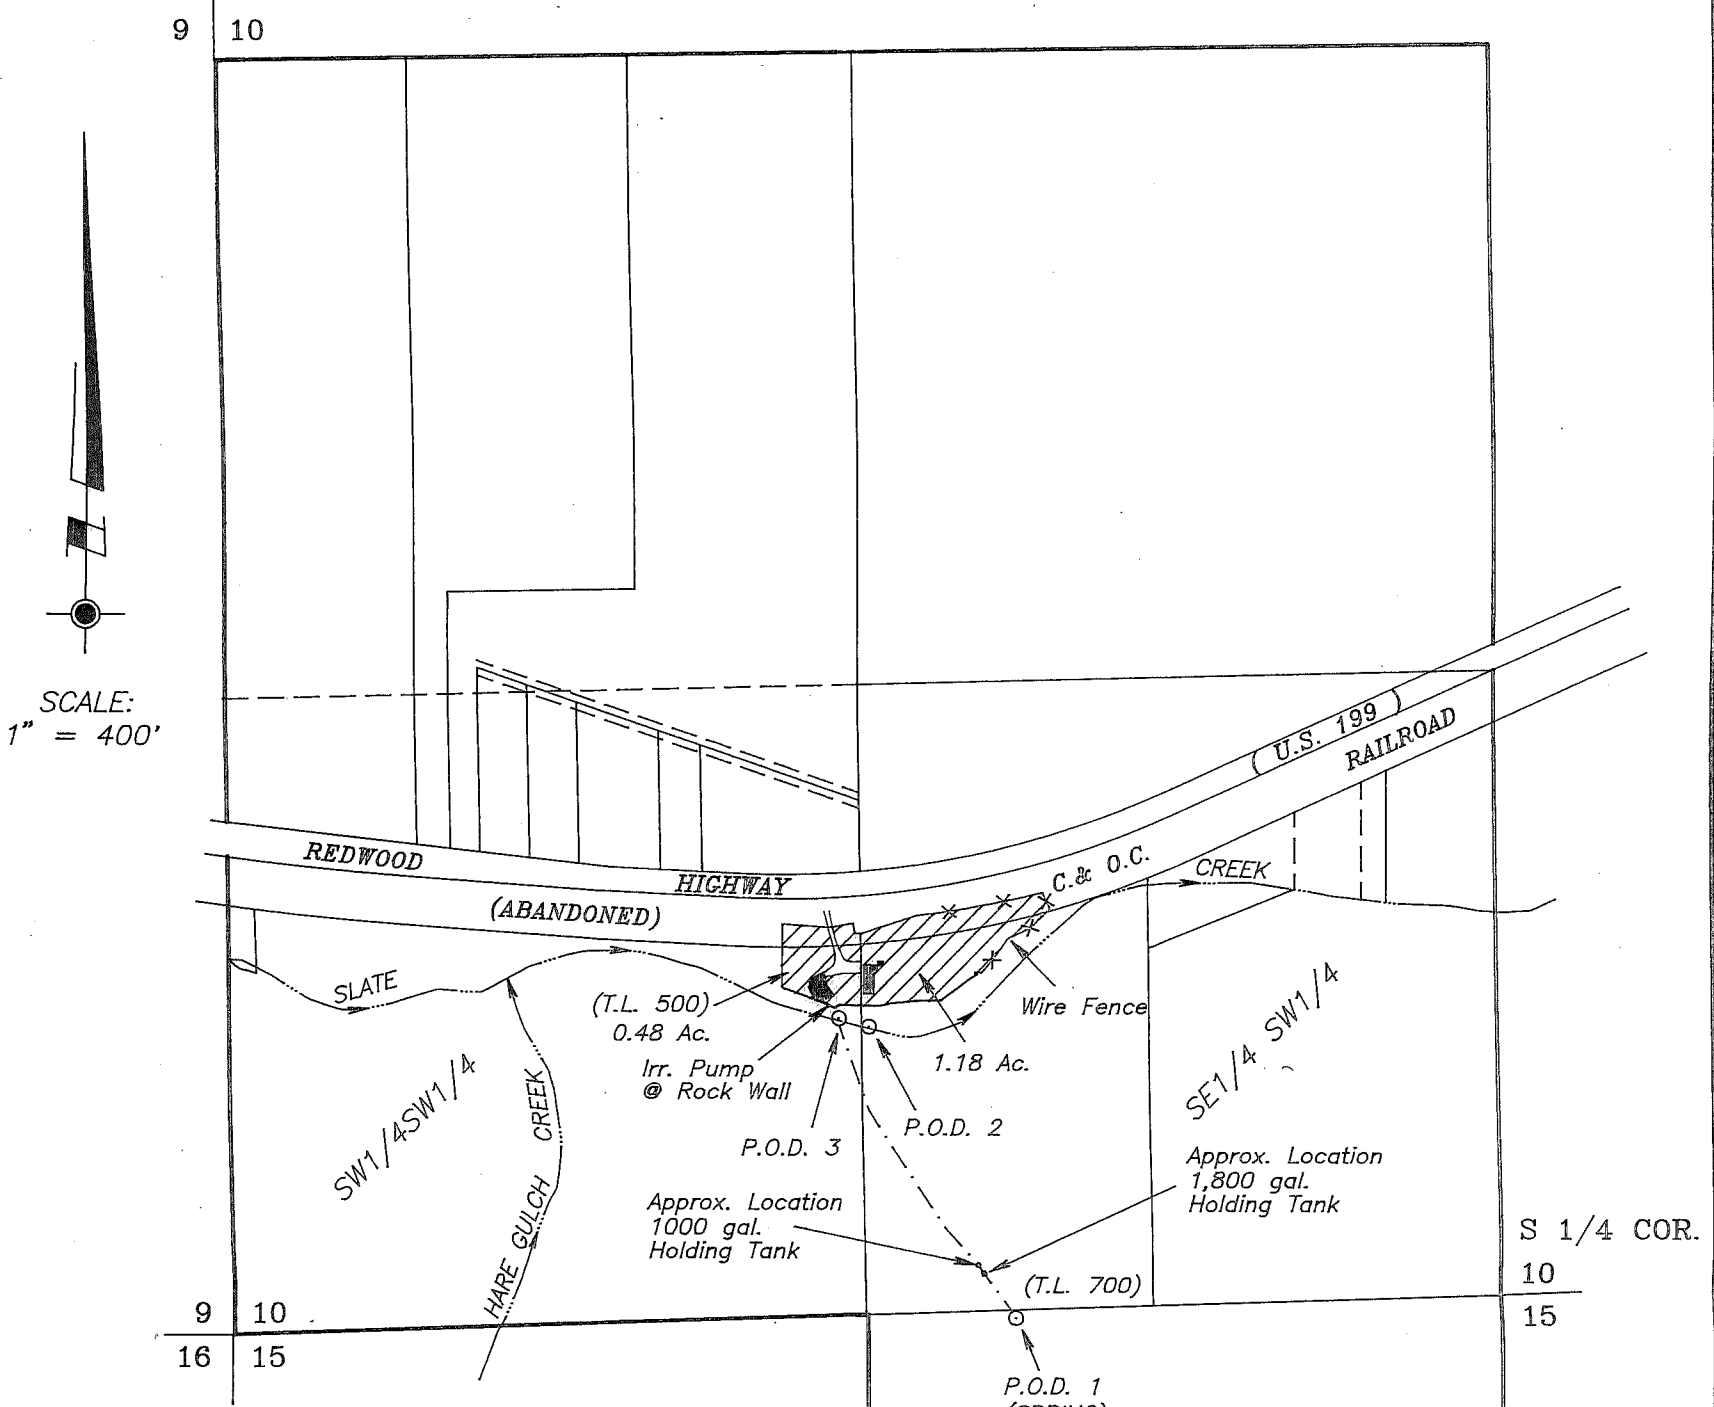 9 10
SCALE:
1" = 400'
( U.S. 199 )
RAILROAD
REDWOOD
HIGHWAY
(ABANDONED)
C.& O.C.
CREEK
SLATE
(T.L. 500)
0.48 Ac.
Wire Fence
Irr. Pump
@ Rock Wall
1.18 Ac.
SW1/4SW1/4
SE1/4 SW1/4
P.O.D. 3
P.O.D. 2
HARE GULCH CREEK
Approx. Location
1000 gal.
Holding Tank
Approx. Location
1,800 gal.
Holding Tank
S 1/4 COR.
10
15
(T.L. 700)
9 10
16 15
P.O.D. 1